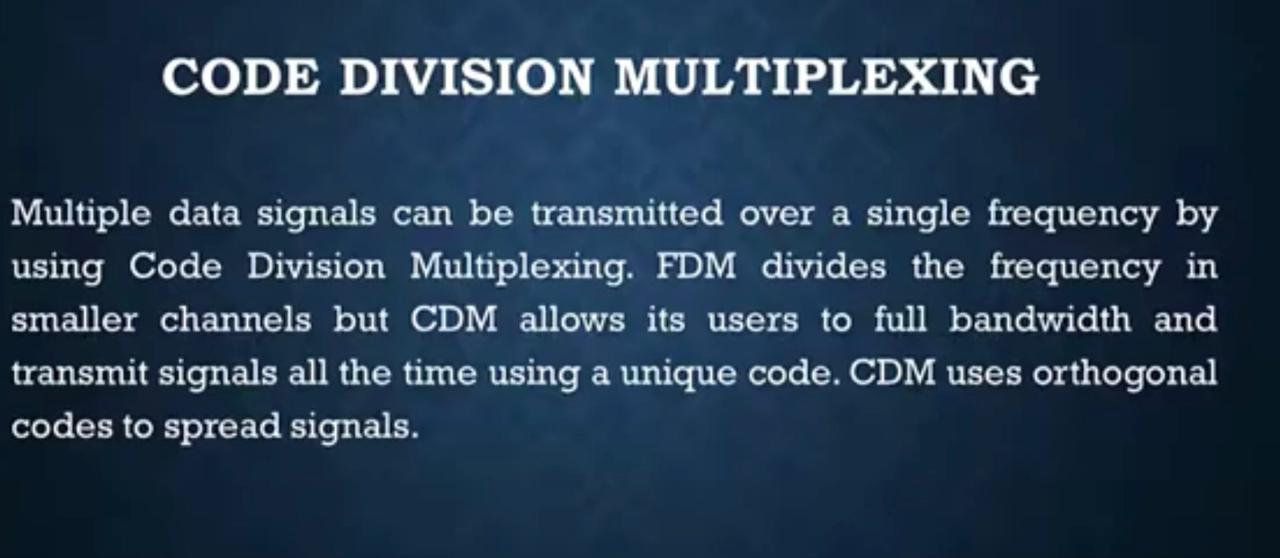 CODE DIVISION MULTIPLEXING
Multiple data signals can be transmitted over a single frequency by
using Code Division Multiplexing. FDM divides the frequency in
smaller channels but CDM allows its users to full bandwidth and
transmit signals all the time using a unique code. CDM uses orthogonal
codes to spread signals.